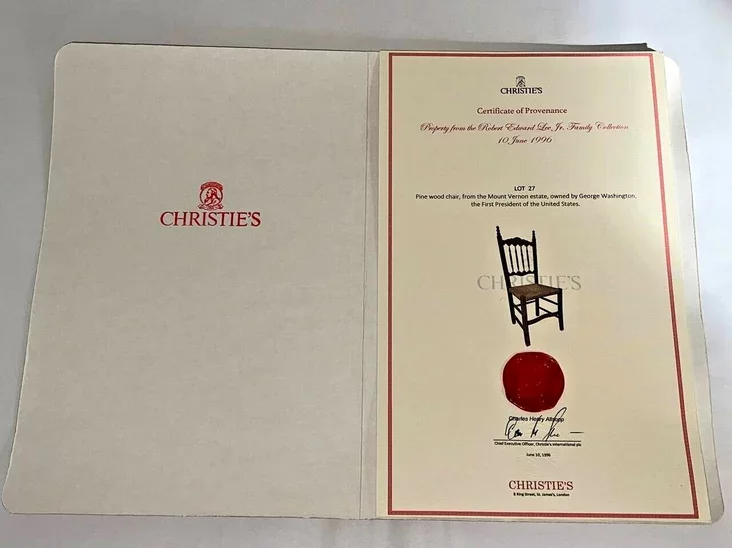 CHRISTIE'S
CHRISTIE'S
Certificate of Provenance
Property from the Robert Edward Lee Jr. Family Collection
10 June 1996
LOT 27
Pine wood chair, from the Mount Vernon estate, owned by George Washington,
the First President of the United States.
CHRISTIE'S
Charles Henry Allsopp
Chief Executive Officer, Christie's International plc
June 10, 1996
CHRISTIE'S
8 King Street, St. James's, London